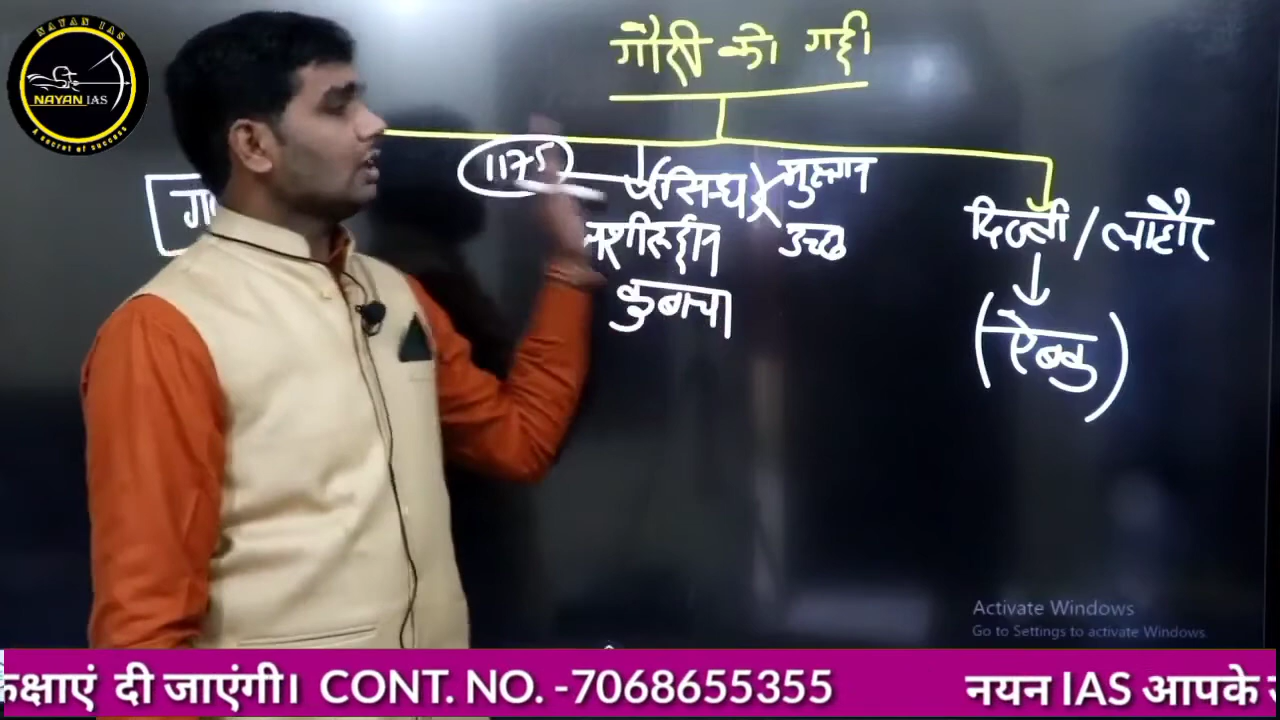 NAYAN IAS
NAYAN IAS
A secret of success
गौरी की गद्दी
1175
(सिन्ध)
मुल्तान
उच्छ
कुबाचा
दिल्ली / लाहौर
(ऐबक)
Activate Windows
Go to Settings to activate Windows.
कक्षाएं दी जाएंगी। CONT. NO. -7068655355
नयन IAS आपके